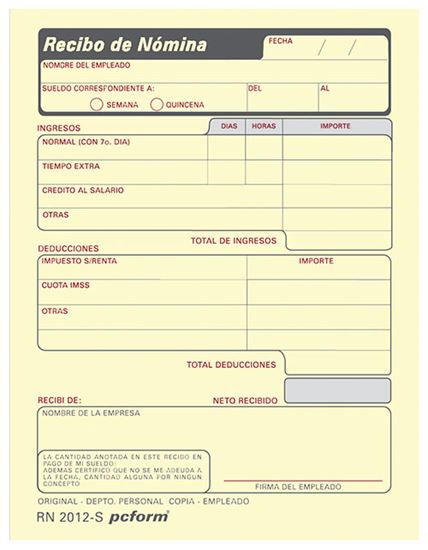 Recibo de Nómina
FECHA / /
NOMBRE DEL EMPLEADO
SUELDO CORRESPONDIENTE A: DEL AL
SEMANA QUINCENA
INGRESOS DIAS HORAS IMPORTE
NORMAL (CON 7o. DIA)
TIEMPO EXTRA
CREDITO AL SALARIO
OTRAS
TOTAL DE INGRESOS
DEDUCCIONES
IMPUESTO S/RENTA IMPORTE
CUOTA IMSS
OTRAS
TOTAL DEDUCCIONES
RECIBI DE: NETO RECIBIDO
NOMBRE DE LA EMPRESA
LA CANTIDAD ANOTADA EN ESTE RECIBO EN
PAGO DE MI SUELDO:
ADEMAS CERTIFICO QUE NO SE ME ADEUDA A
LA FECHA, CANTIDAD ALGUNA POR NINGUN
CONCEPTO
FIRMA DEL EMPLEADO
ORIGINAL - DEPTO. PERSONAL COPIA - EMPLEADO
RN 2012-S pcform®